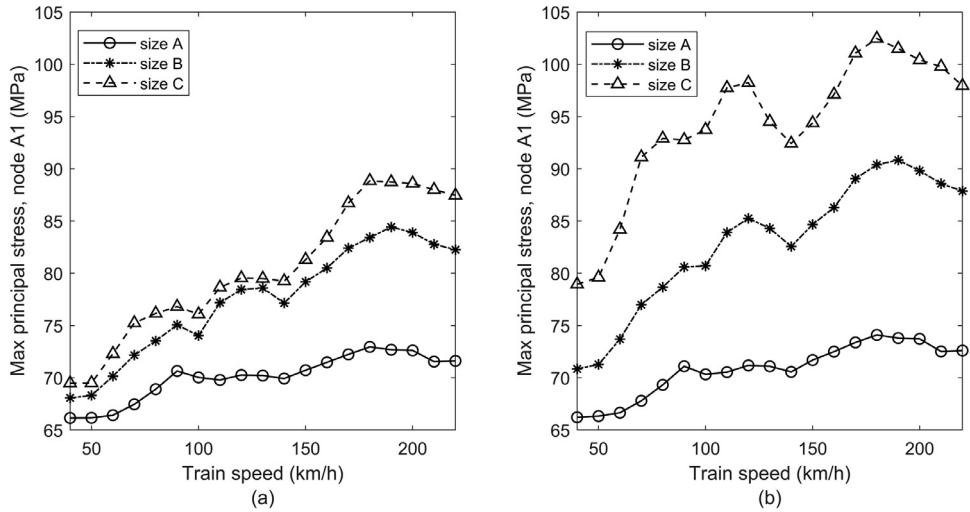 105
100
95
90
85
80
75
70
65
50
100
150
200
Max principal stress, node A1 (MPa)
Train speed (km/h)
size A
size B
size C
(a)
105
100
95
90
85
80
75
70
65
50
100
150
200
Max principal stress, node A1 (MPa)
Train speed (km/h)
size A
size B
size C
(b)